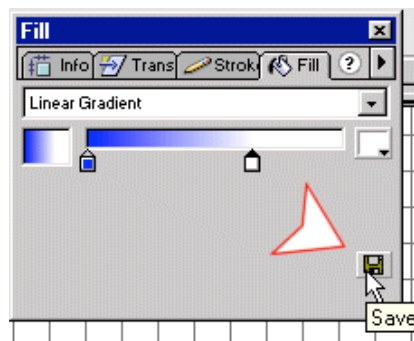 Fill
Info Trans Strok Fill ?
Linear Gradient
Save